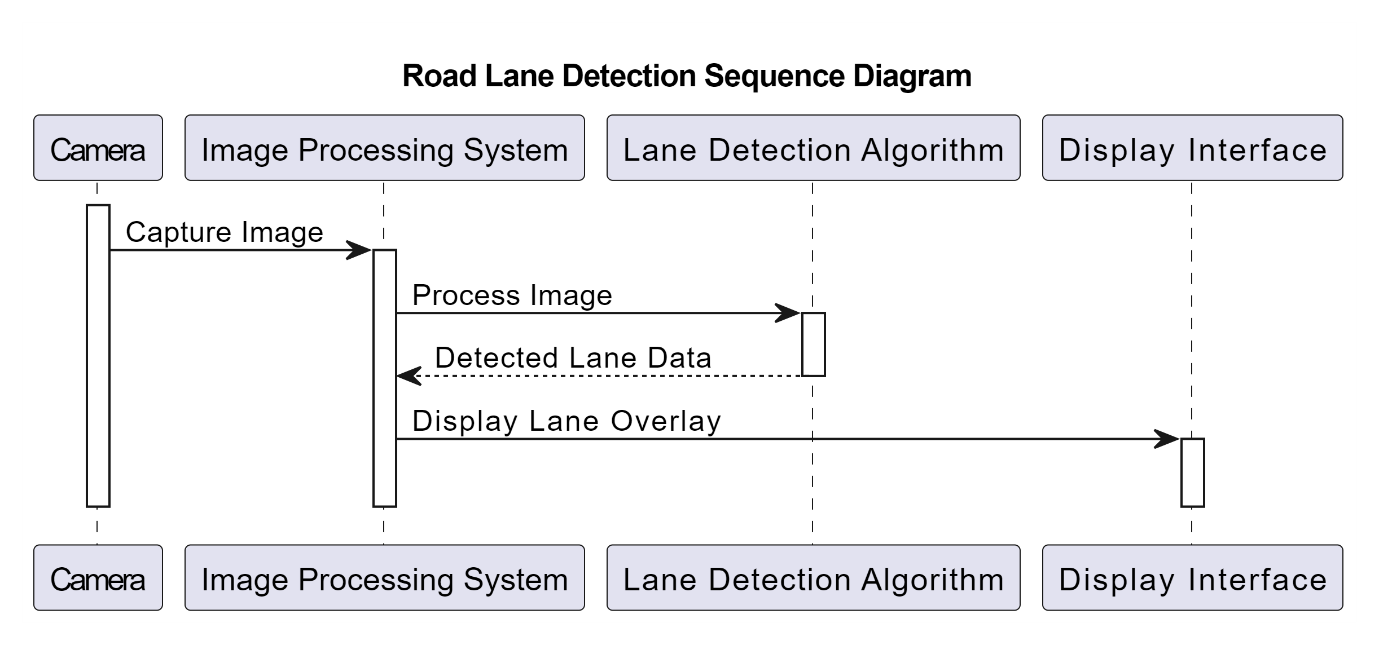 Road Lane Detection Sequence Diagram
Camera
Image Processing System
Lane Detection Algorithm
Display Interface
Capture Image
Process Image
Detected Lane Data
Display Lane Overlay
Camera
Image Processing System
Lane Detection Algorithm
Display Interface